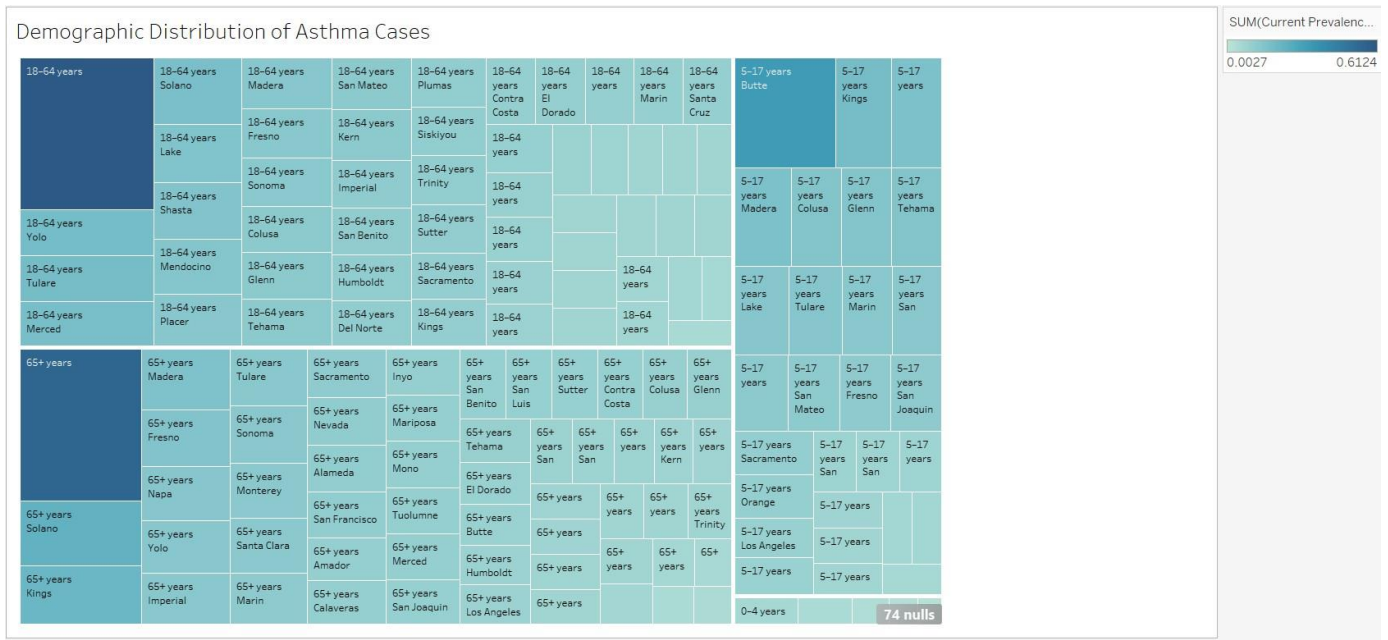 Demographic Distribution of Asthma Cases
SUM(Current Prevalenc...
0.0027 0.6124
18–64 years
18–64 years
Yolo
18–64 years
Tulare
18–64 years
Merced
18–64 years
Solano
18–64 years
Lake
18–64 years
Shasta
18–64 years
Mendocino
18–64 years
Placer
18–64 years
Madera
18–64 years
Fresno
18–64 years
Sonoma
18–64 years
Colusa
18–64 years
Glenn
18–64 years
Tehama
18–64 years
San Mateo
18–64 years
Kern
18–64 years
Imperial
18–64 years
San Benito
18–64 years
Humboldt
18–64 years
Del Norte
18–64 years
Plumas
18–64 years
Siskiyou
18–64 years
Trinity
18–64 years
Sutter
18–64 years
Sacramento
18–64 years
Kings
18–64
years
Contra
Costa
18–64
years
El
Dorado
18–64
years
18–64
years
Marin
18–64
years
Santa
Cruz
18–64
years
18–64
years
18–64
years
18–64
years
18–64
years
18–64
years
18–64
years
65+ years
65+ years
Solano
65+ years
Kings
65+ years
Madera
65+ years
Fresno
65+ years
Napa
65+ years
Yolo
65+ years
Imperial
65+ years
Tulare
65+ years
Sonoma
65+ years
Monterey
65+ years
Santa Clara
65+ years
Marin
65+ years
Sacramento
65+ years
Nevada
65+ years
Alameda
65+ years
San Francisco
65+ years
Amador
65+ years
Calaveras
65+ years
Inyo
65+ years
Mariposa
65+ years
Mono
65+ years
Tuolumne
65+ years
Merced
65+ years
San Joaquin
65+
years
San
Benito
65+
years
San
Luis
65+
years
Sutter
65+
years
Contra
Costa
65+
years
Colusa
65+
years
Glenn
65+ years
Tehama
65+ years
El Dorado
65+ years
Butte
65+ years
Humboldt
65+ years
Los Angeles
65+
years
San
65+
years
San
65+
years
65+
years
Kern
65+
years
65+ years
65+ years
65+ years
65+ years
65+
years
65+
years
65+
years
Trinity
65+
years
65+
years
65+
5–17 years
Butte
5–17
years
Kings
5–17
years
5–17
years
Madera
5–17
years
Colusa
5–17
years
Glenn
5–17
years
Tehama
5–17
years
Lake
5–17
years
Tulare
5–17
years
Marin
5–17
years
San
5–17
years
5–17
years
San
Mateo
5–17
years
Fresno
5–17
years
San
Joaquin
5–17 years
Sacramento
5–17 years
Orange
5–17 years
Los Angeles
5–17 years
5–17
years
San
5–17
years
San
5–17
years
5–17 years
5–17 years
5–17 years
0–4 years
74 nulls